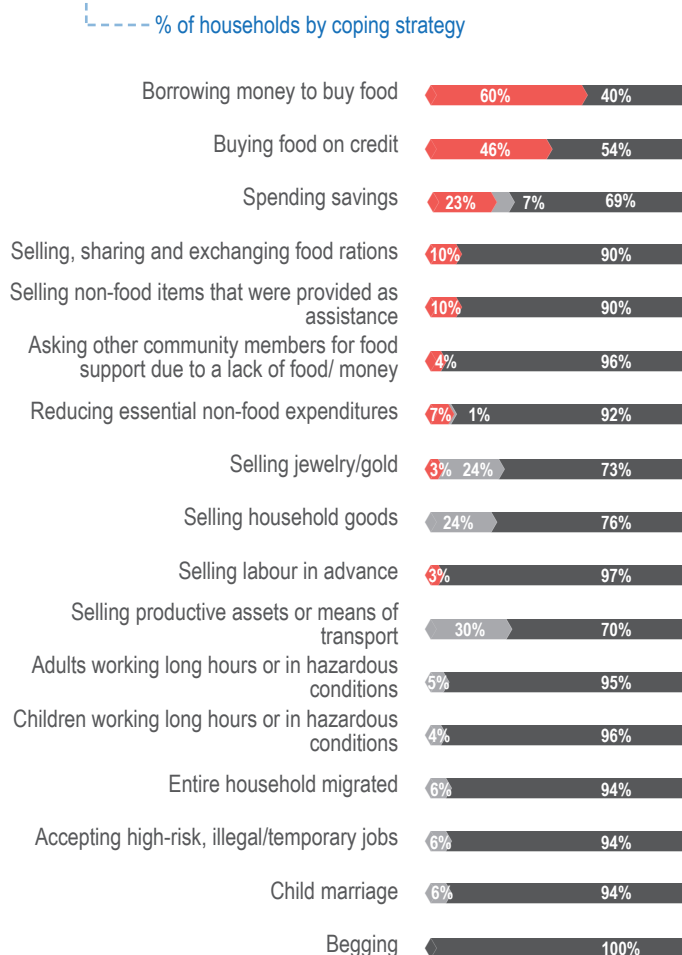 % of households by coping strategy
Borrowing money to buy food 60% 40%
Buying food on credit 46% 54%
Spending savings 23% 7% 69%
Selling, sharing and exchanging food rations 10% 90%
Selling non-food items that were provided as
assistance 10% 90%
Asking other community members for food
support due to a lack of food/ money 4% 96%
Reducing essential non-food expenditures 7% 1% 92%
Selling jewelry/gold 3% 24% 73%
Selling household goods 24% 76%
Selling labour in advance 3% 97%
Selling productive assets or means of
transport 30% 70%
Adults working long hours or in hazardous
conditions 5% 95%
Children working long hours or in hazardous
conditions 4% 96%
Entire household migrated 6% 94%
Accepting high-risk, illegal/temporary jobs 6% 94%
Child marriage 6% 94%
Begging 100%